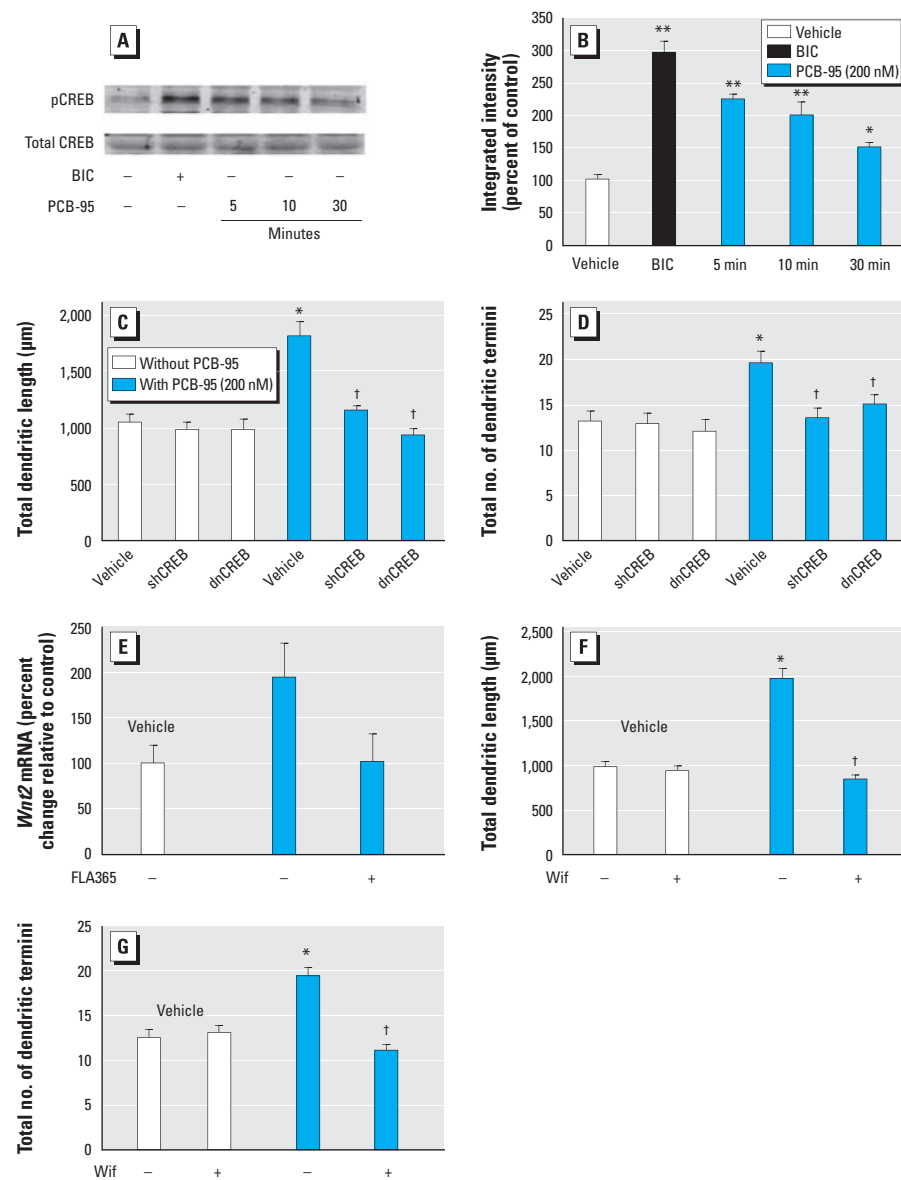 A
pCREB
Total CREB
BIC – + – – –
PCB-95 – – 5 10 30
Minutes
B
Integrated intensity
(percent of control)
350
300
250
200
150
100
50
0
Vehicle
BIC
PCB-95 (200 nM)
** ** ** *
Vehicle BIC 5 min 10 min 30 min
C
Total dendritic length (µm)
2,000
1,500
1,000
500
0
Without PCB-95
With PCB-95 (200 nM)
* † †
Vehicle shCREB dnCREB Vehicle shCREB dnCREB
D
Total no. of dendritic termini
25
20
15
10
5
0
* † †
Vehicle shCREB dnCREB Vehicle shCREB dnCREB
E
Wnt2 mRNA (percent
change relative to control)
250
200
150
100
50
0
Vehicle
FLA365 – – +
F
Total dendritic length (µm)
2,500
2,000
1,500
1,000
500
0
Vehicle
* †
Wif – + – +
G
Total no. of dendritic termini
25
20
15
10
5
0
Vehicle
* †
Wif – + – +